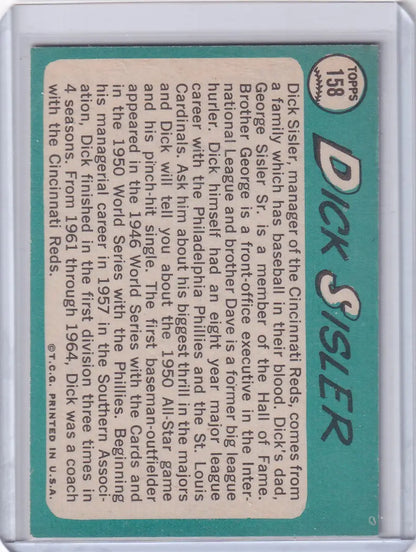 TOPPS
158
DICK SISLER
Dick Sisler, manager of the Cincinnati Reds, comes from
a family which has baseball in their blood. Dick's dad,
George Sisler Sr. is a member of the Hall of Fame.
Brother George is a front-office executive in the Inter-
national League and brother Dave is a former big league
hurler. Dick himself had an eight year major league
career with the Philadelphia Phillies and the St. Louis
Cardinals. Ask him about his biggest thrill in the majors
and Dick will tell you about the 1950 All-Star game
and his pinch-hit single. The first baseman-outfielder
appeared in the 1946 World Series with the Cards and
in the 1950 World Series with the Phillies. Beginning
his managerial career in 1957 in the Southern Associ-
ation, Dick finished in the first division three times in
4 seasons. From 1961 through 1964, Dick was a coach
with the Cincinnati Reds.
©T.C.G. PRINTED IN U.S.A.